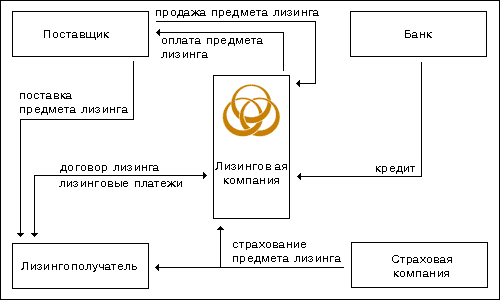 продажа предмета лизинга
Поставщик
оплата предмета
лизинга
Банк
поставка
предмета лизинга
Лизинговая
компания
договор лизинга
лизинговые платежи
кредит
страхование
предмета лизинга
Лизингополучатель
Страховая
компания